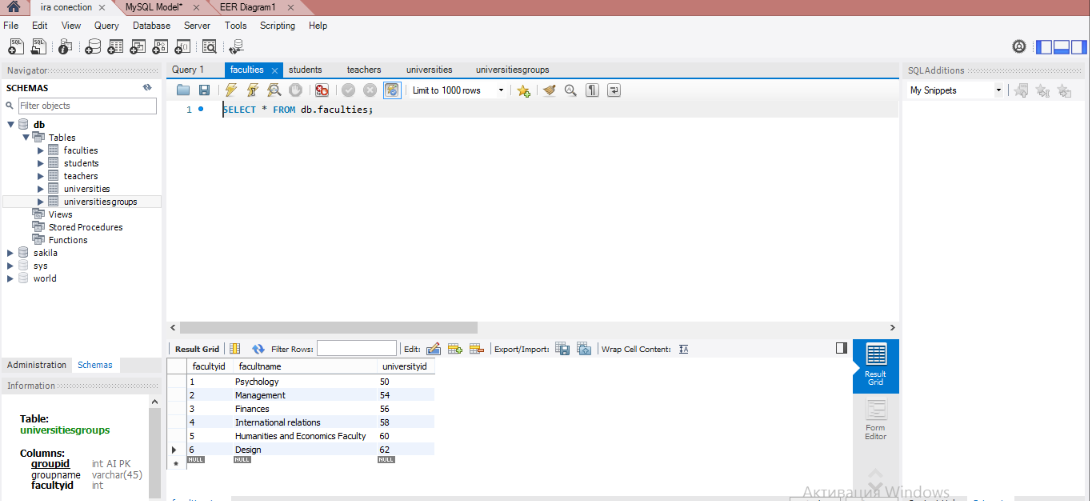 ira conection
MySQL Model*
EER Diagram1
File Edit View Query Database Server Tools Scripting Help
Navigator
SCHEMAS
Filter objects
db
Tables
faculties
students
teachers
universities
universitiesgroups
Views
Stored Procedures
Functions
sakila
sys
world
Administration Schemas
Information
Table:
universitiesgroups
Columns:
groupid int AI PK
groupname varchar(45)
facultyid int
Query 1 faculties students teachers universities universitiesgroups
Limit to 1000 rows
1 SELECT * FROM db.faculties;
Result Grid Filter Rows: Edit: Export/Import: Wrap Cell Content:
facultyid facultname universityid
1 Psychology 50
2 Management 54
3 Finances 56
4 International relations 58
5 Humanities and Economics Faculty 60
6 Design 62
NULL NULL NULL
Result
Grid
Form
Editor
SQLAdditions
My Snippets
Активация Windows